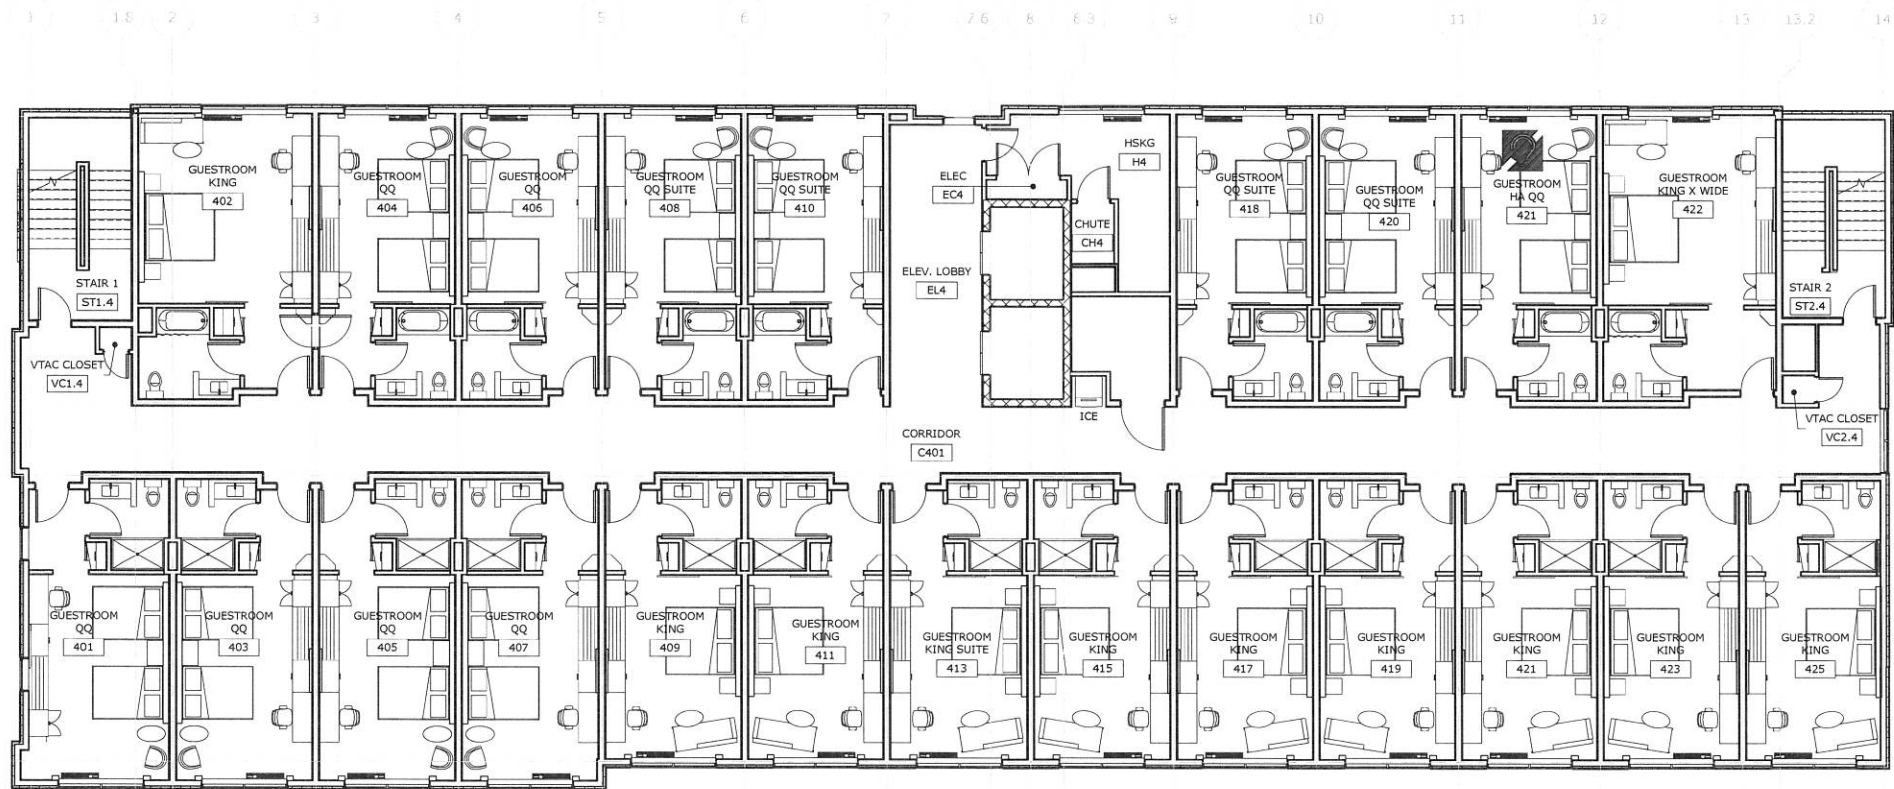 1 1.8 2 3 4 5 6 7 7.6 8 8.3 9 10 11 12 13 13.2 14
GUESTROOM
KING
402
GUESTROOM
QQ
404
GUESTROOM
QQ
406
GUESTROOM
QQ SUITE
408
GUESTROOM
QQ SUITE
410
ELEC
EC4
HSKG
H4
CHUTE
CH4
ELEV. LOBBY
EL4
GUESTROOM
QQ SUITE
418
GUESTROOM
QQ SUITE
420
GUESTROOM
HA QQ
421
GUESTROOM
KING X WIDE
422
STAIR 1
ST1.4
STAIR 2
ST2.4
VTAC CLOSET
VC1.4
ICE
VTAC CLOSET
VC2.4
CORRIDOR
C401
GUESTROOM
QQ
401
GUESTROOM
QQ
403
GUESTROOM
QQ
405
GUESTROOM
QQ
407
GUESTROOM
KING
409
GUESTROOM
KING
411
GUESTROOM
KING SUITE
413
GUESTROOM
KING
415
GUESTROOM
KING
417
GUESTROOM
KING
419
GUESTROOM
KING
421
GUESTROOM
KING
423
GUESTROOM
KING
425